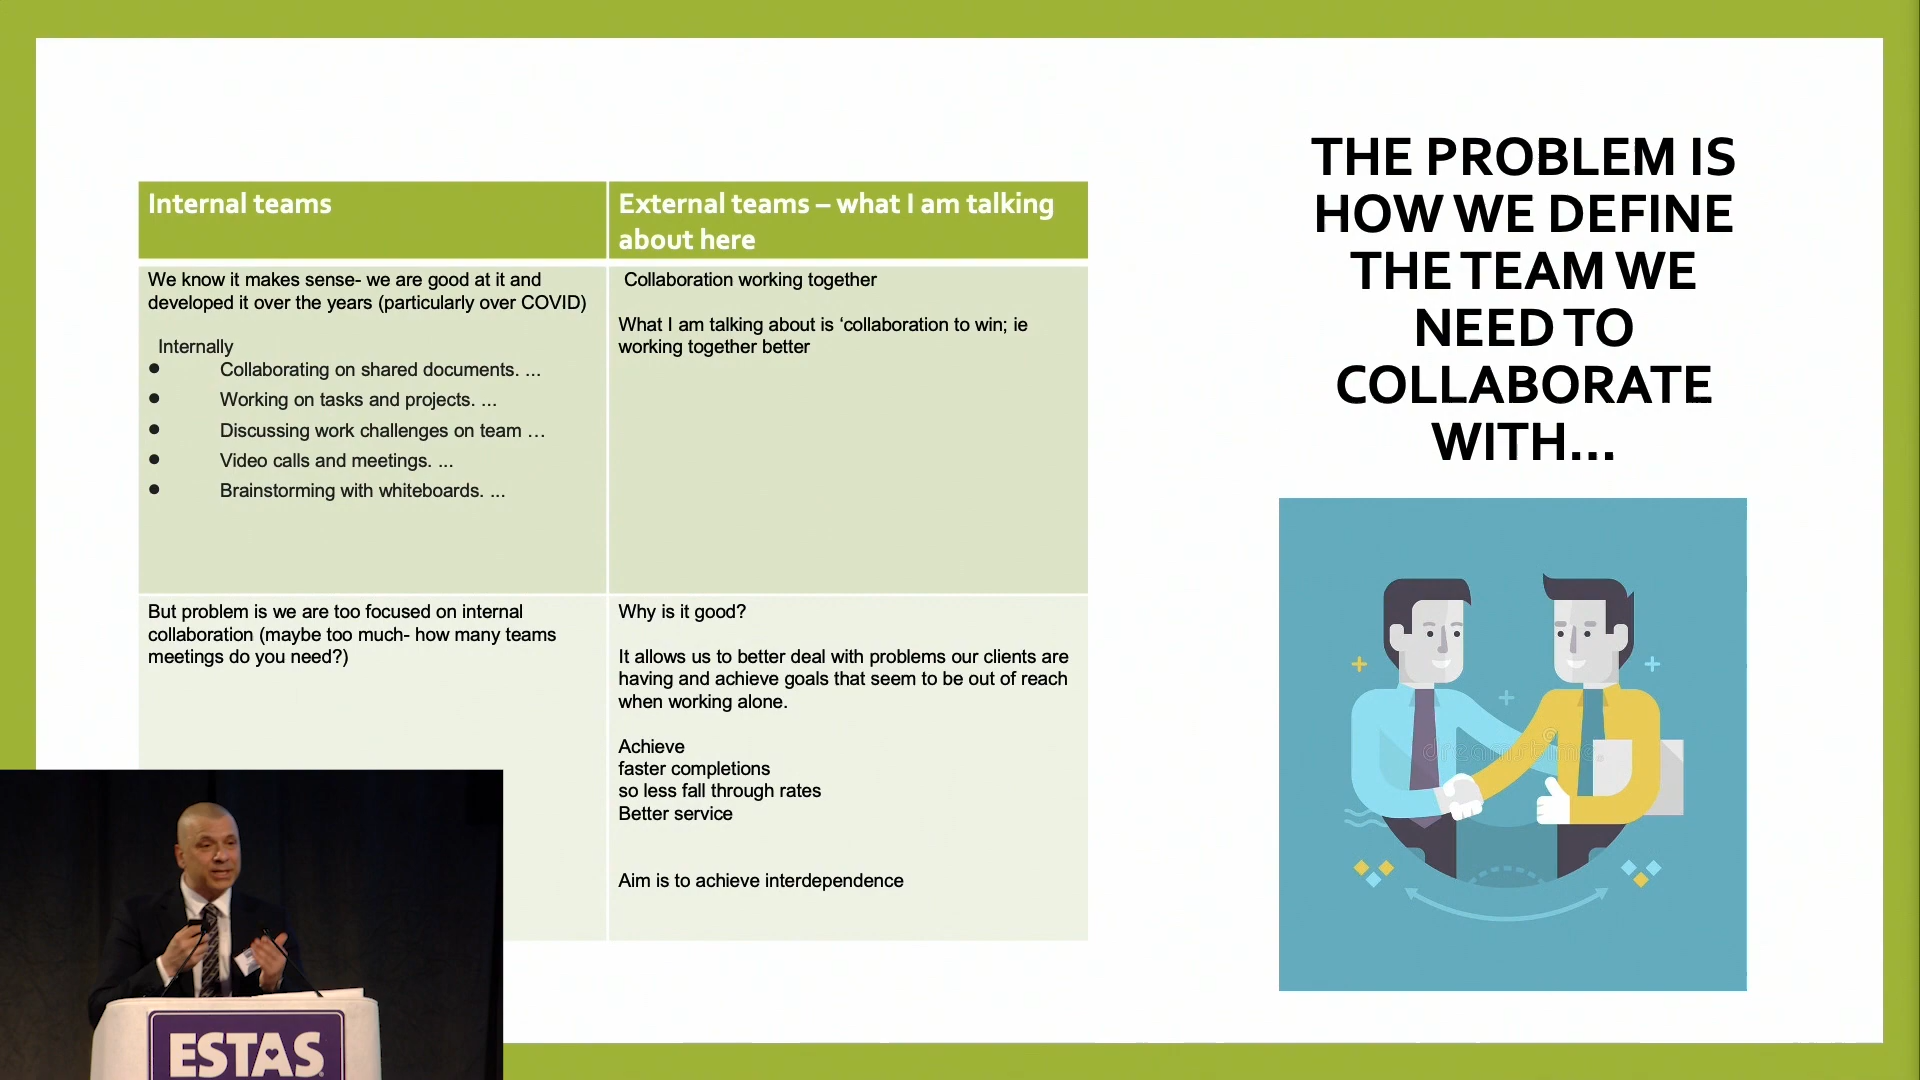 Internal teams
External teams – what I am talking
about here
We know it makes sense- we are good at it and
developed it over the years (particularly over COVID)
Internally
● Collaborating on shared documents. ...
● Working on tasks and projects. ...
● Discussing work challenges on team …
● Video calls and meetings. ...
● Brainstorming with whiteboards. ...
Collaboration working together
What I am talking about is ‘collaboration to win; ie
working together better
But problem is we are too focused on internal
collaboration (maybe too much- how many teams
meetings do you need?)
Why is it good?
It allows us to better deal with problems our clients are
having and achieve goals that seem to be out of reach
when working alone.
Achieve
faster completions
so less fall through rates
Better service
Aim is to achieve interdependence
THE PROBLEM IS
HOW WE DEFINE
THE TEAM WE
NEED TO
COLLABORATE
WITH…
dreamstime
ESTAS